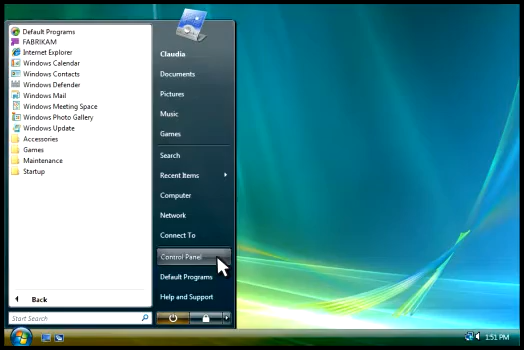 Default Programs
FABRIKAM
Internet Explorer
Windows Calendar
Windows Contacts
Windows Defender
Windows Mail
Windows Meeting Space
Windows Photo Gallery
Windows Update
Accessories
Games
Maintenance
Startup
Back
Start Search
Claudia
Documents
Pictures
Music
Games
Search
Recent Items
Computer
Network
Connect To
Control Panel
Default Programs
Help and Support
1:51 PM